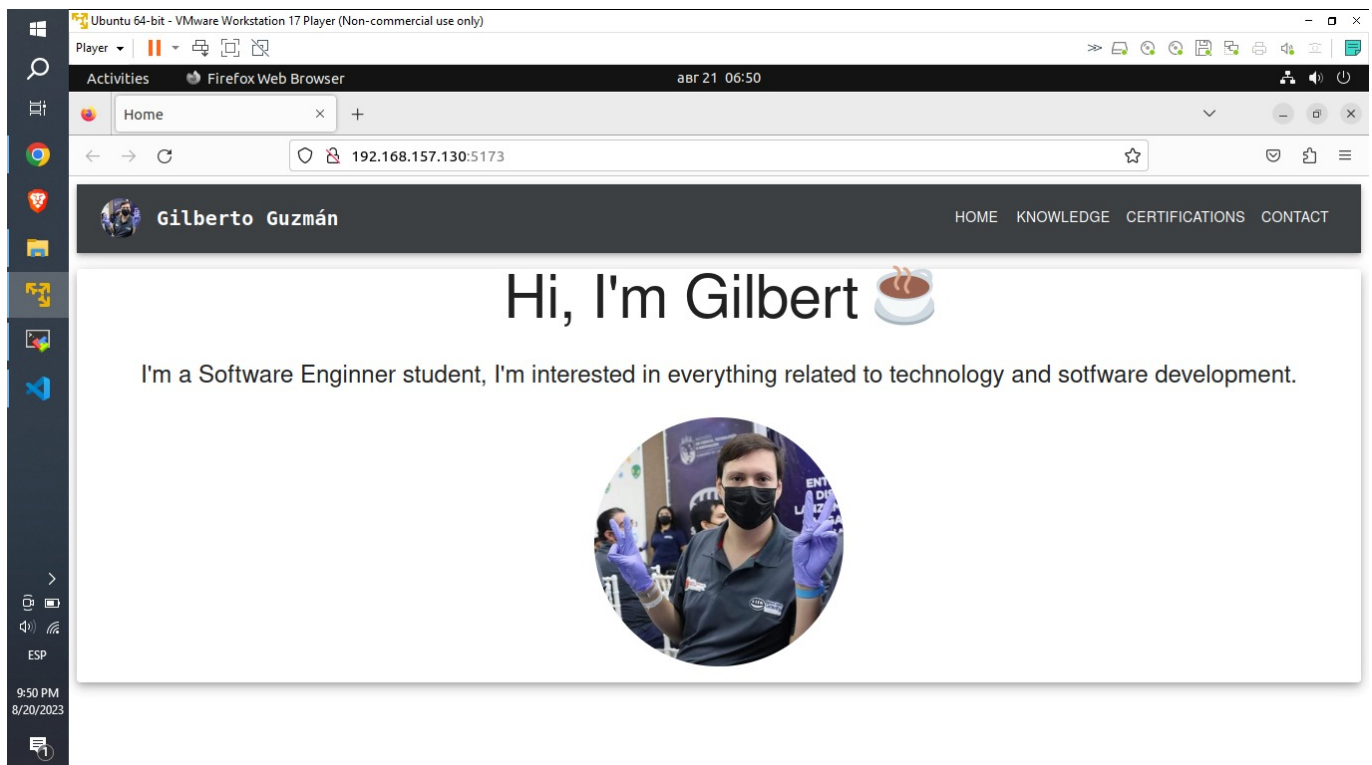 Ubuntu 64-bit - VMware Workstation 17 Player (Non-commercial use only)
Player
Activities Firefox Web Browser авг 21 06:50
Home
192.168.157.130:5173
Gilberto Guzmán HOME KNOWLEDGE CERTIFICATIONS CONTACT
Hi, I'm Gilbert
I'm a Software Enginner student, I'm interested in everything related to technology and sotfware development.
ESP
9:50 PM
8/20/2023
1